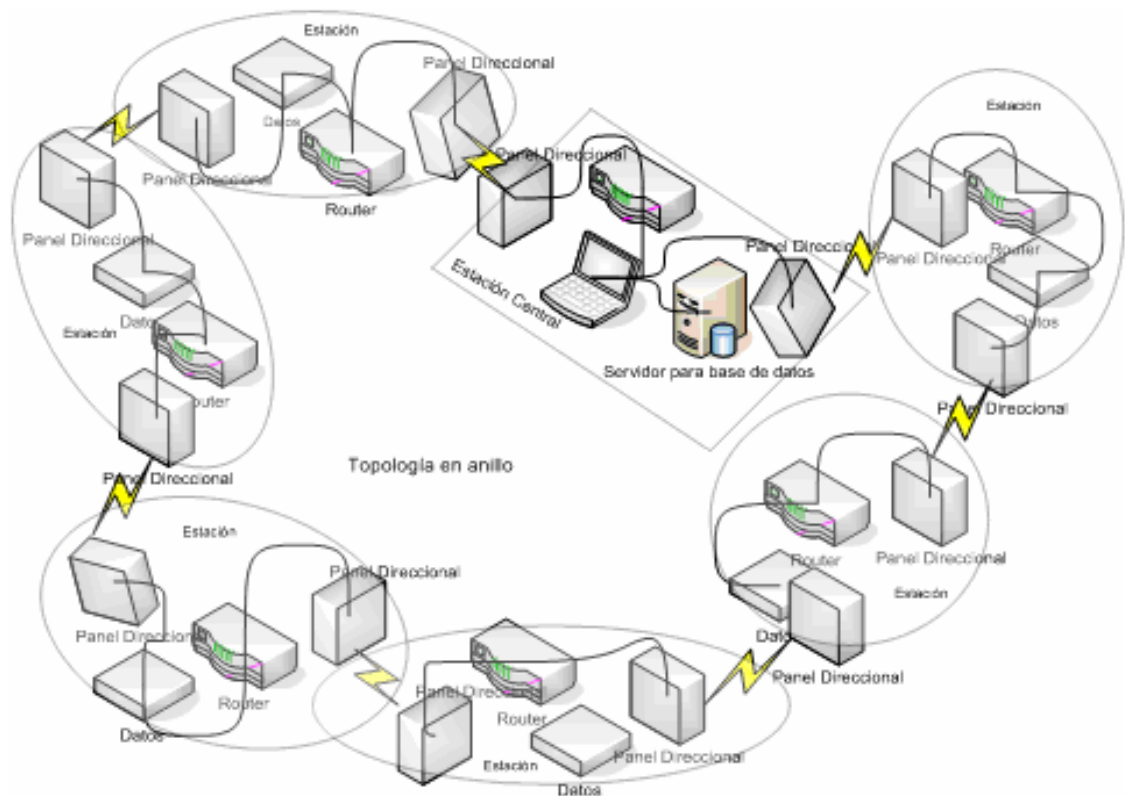 Estación
Panel Direccional
Datos
Panel Direccional
Router
Panel Direccional
Estación Central
Panel Direccional
Servidor para base de datos
Estación
Panel Direccional
Router
Datos
Panel Direccional
Panel Direccional
Datos
Estación
Router
Panel Direccional
Topología en anillo
Router
Panel Direccional
Estación
Datos
Panel Direccional
Estación
Panel Direccional
Panel Direccional
Router
Datos
Panel Direccional
Router
Panel Direccional
Estación
Datos